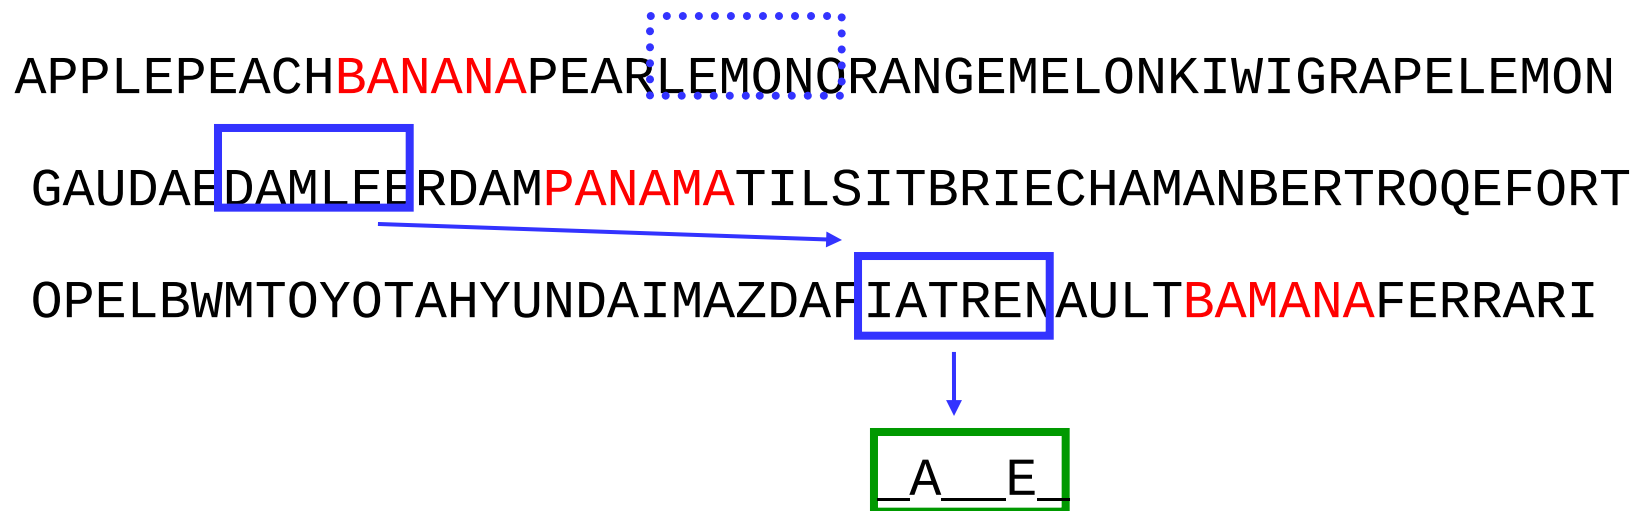 APPLEPEACHBANANAPEARLEMONORANGEMELONKIWIGRAPELEMON
GAUDAEDAMLEERDAMPANAMATILSITBRIECHAMANBERTROQEFORT
OPELBWMTOYOTAHYUNDAIMAZDAFIATRENAULTBAMANAFERRARI
_A__E_